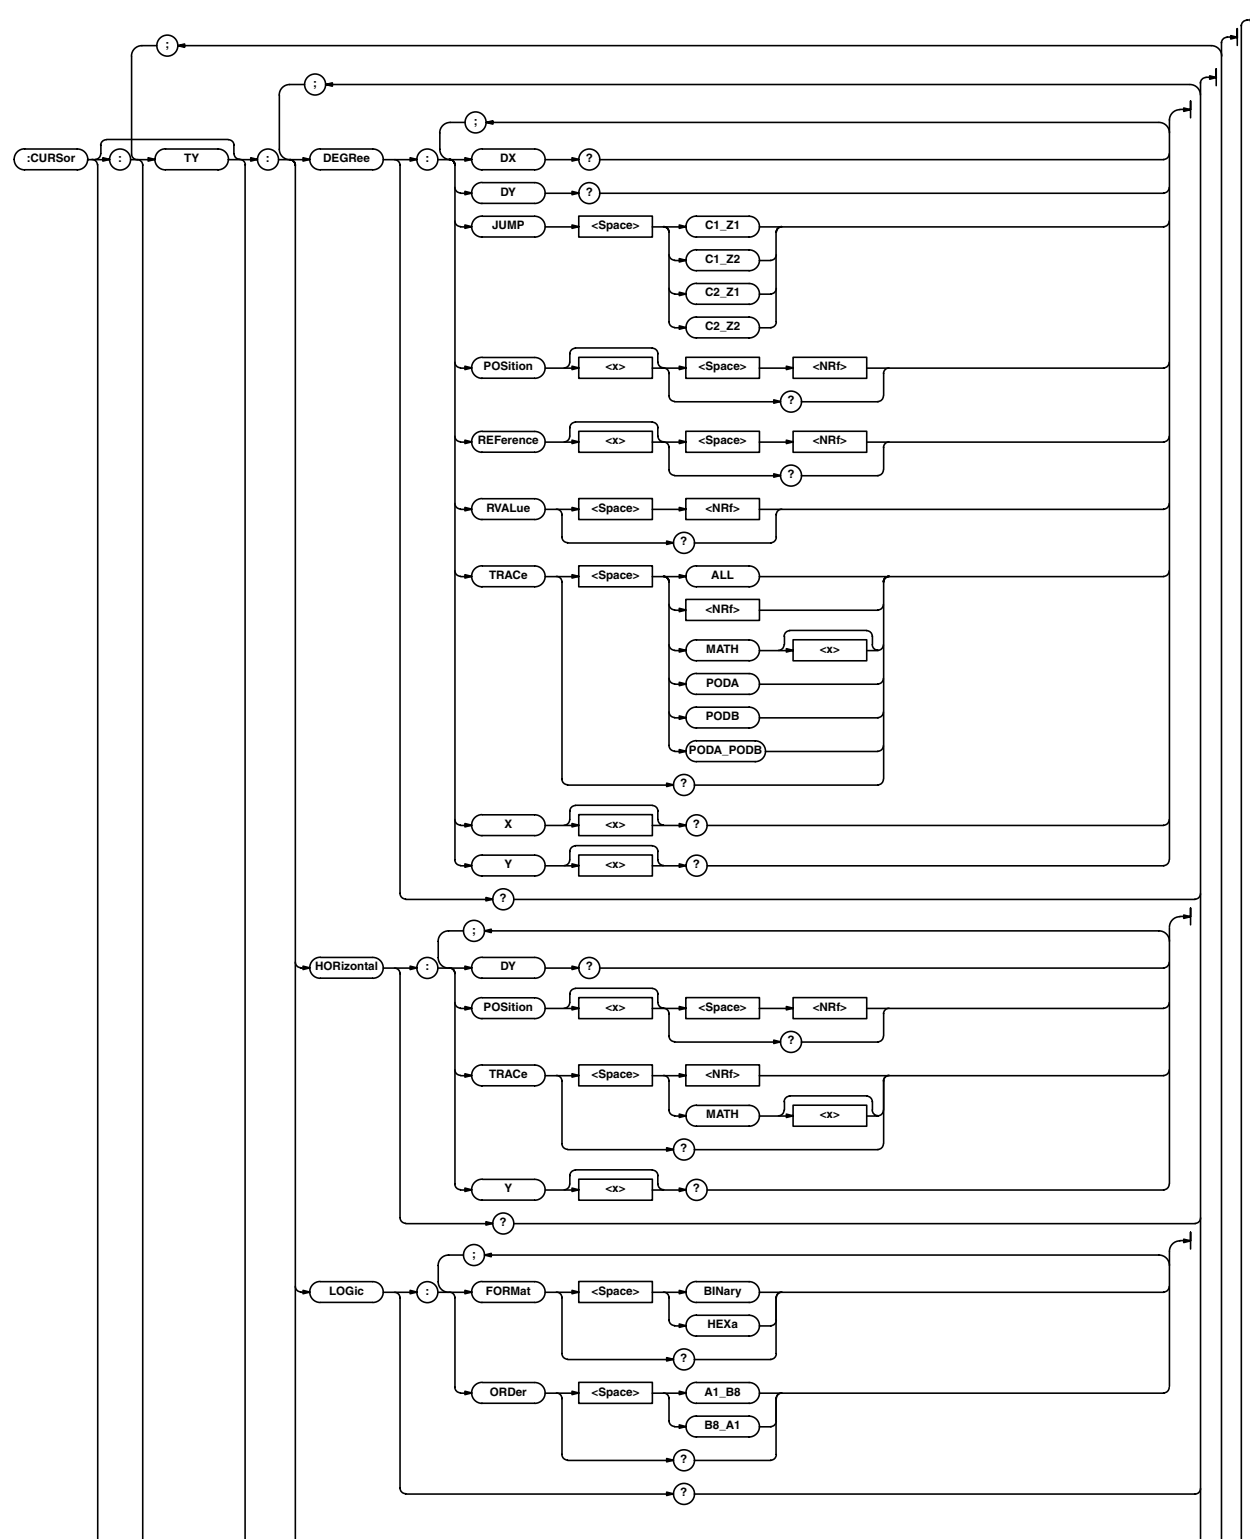 ;
;
;
:CURSor : TY : DEGRee : DX ?
DY ?
JUMP <Space> C1_Z1
C1_Z2
C2_Z1
C2_Z2
POSition <x> <Space> <NRf>
?
REFerence <x> <Space> <NRf>
?
RVALue <Space> <NRf>
?
TRACe <Space> ALL
<NRf>
MATH <x>
PODA
PODB
PODA_PODB
?
X <x> ?
Y <x> ?
?
;
HORizontal : DY ?
POSition <x> <Space> <NRf>
?
TRACe <Space> <NRf>
MATH <x>
?
Y <x> ?
?
;
LOGic : FORMat <Space> BINary
HEXa
?
ORDer <Space> A1_B8
B8_A1
?
?